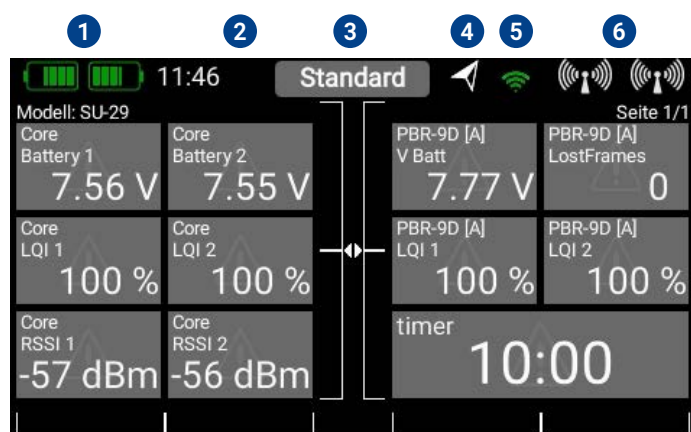 1 2 3 4 5 6
11:46 Standard
Modell: SU-29 Seite 1/1
Core
Battery 1
7.56 V
Core
Battery 2
7.55 V
PBR-9D [A]
V Batt
7.77 V
PBR-9D [A]
LostFrames
0
Core
LQI 1
100 %
Core
LQI 2
100 %
PBR-9D [A]
LQI 1
100 %
PBR-9D [A]
LQI 2
100 %
Core
RSSI 1
-57 dBm
Core
RSSI 2
-56 dBm
timer
10:00